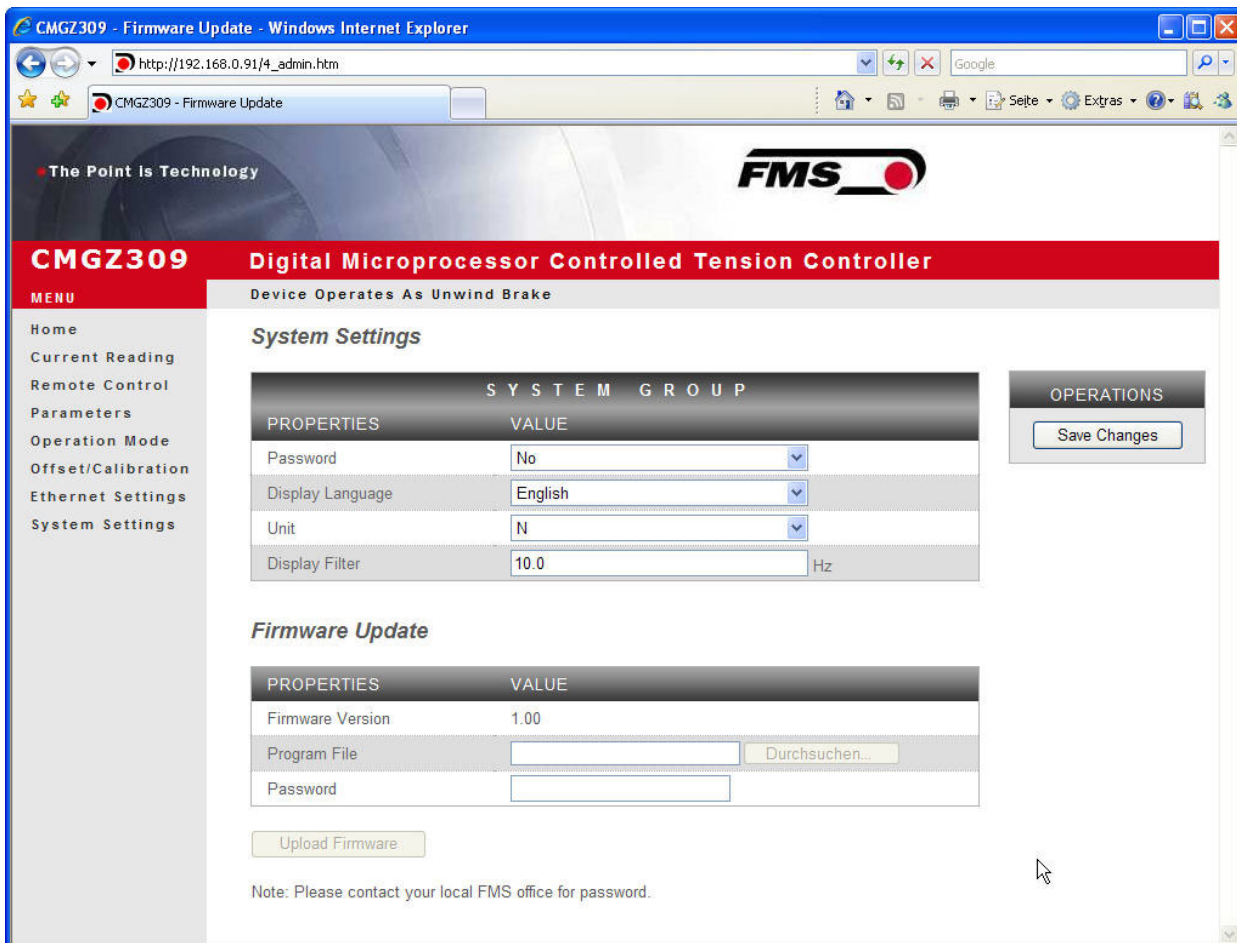 CMGZ309 - Firmware Update - Windows Internet Explorer
http://192.168.0.91/4_admin.htm
Google
CMGZ309 - Firmware Update
Seite
Extras
The Point is Technology
FMS
CMGZ309
Digital Microprocessor Controlled Tension Controller
MENU
Device Operates As Unwind Brake
Home
Current Reading
Remote Control
Parameters
Operation Mode
Offset/Calibration
Ethernet Settings
System Settings
System Settings
SYSTEM GROUP
PROPERTIES VALUE
Password No
Display Language English
Unit N
Display Filter 10.0 Hz
OPERATIONS
Save Changes
Firmware Update
PROPERTIES VALUE
Firmware Version 1.00
Program File Durchsuchen...
Password
Upload Firmware
Note: Please contact your local FMS office for password.